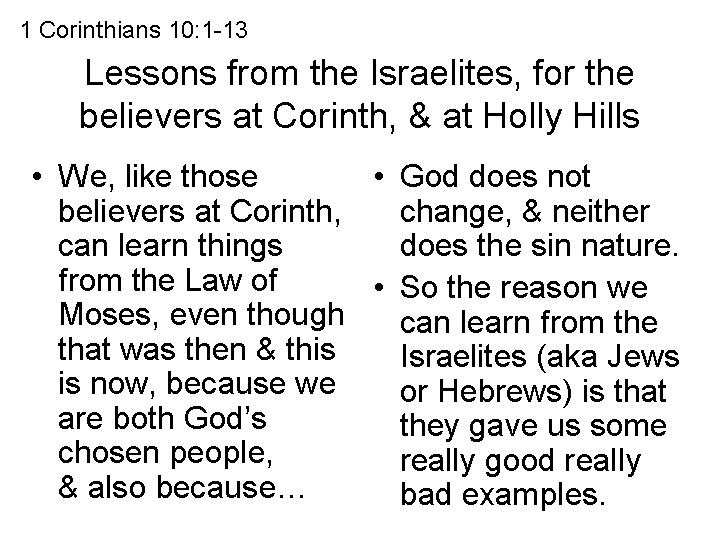 1 Corinthians 10:1-13
Lessons from the Israelites, for the
believers at Corinth, & at Holly Hills
• We, like those
believers at Corinth,
can learn things
from the Law of
Moses, even though
that was then & this
is now, because we
are both God’s
chosen people,
& also because…
• God does not
change, & neither
does the sin nature.
• So the reason we
can learn from the
Israelites (aka Jews
or Hebrews) is that
they gave us some
really good really
bad examples.